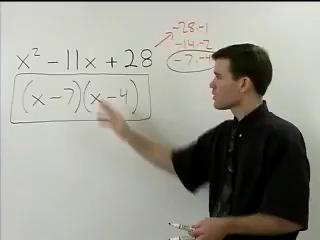 x² - 11x + 28
(x - 7)(x - 4)
-28·-1
-14·-2
-7·-4